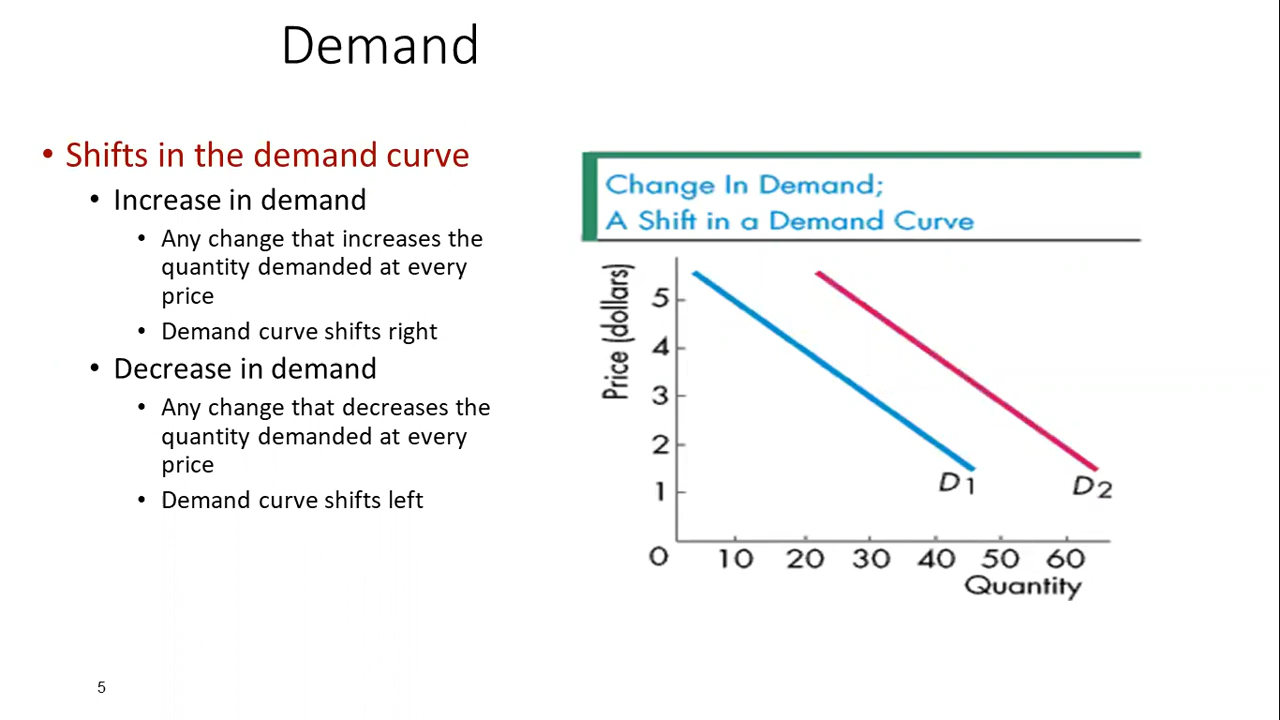 Demand
• Shifts in the demand curve
• Increase in demand
• Any change that increases the
quantity demanded at every
price
• Demand curve shifts right
• Decrease in demand
• Any change that decreases the
quantity demanded at every
price
• Demand curve shifts left
Change In Demand;
A Shift in a Demand Curve
Price (dollars)
5
4
3
2
1
0
D1
D2
10 20 30 40 50 60
Quantity
5